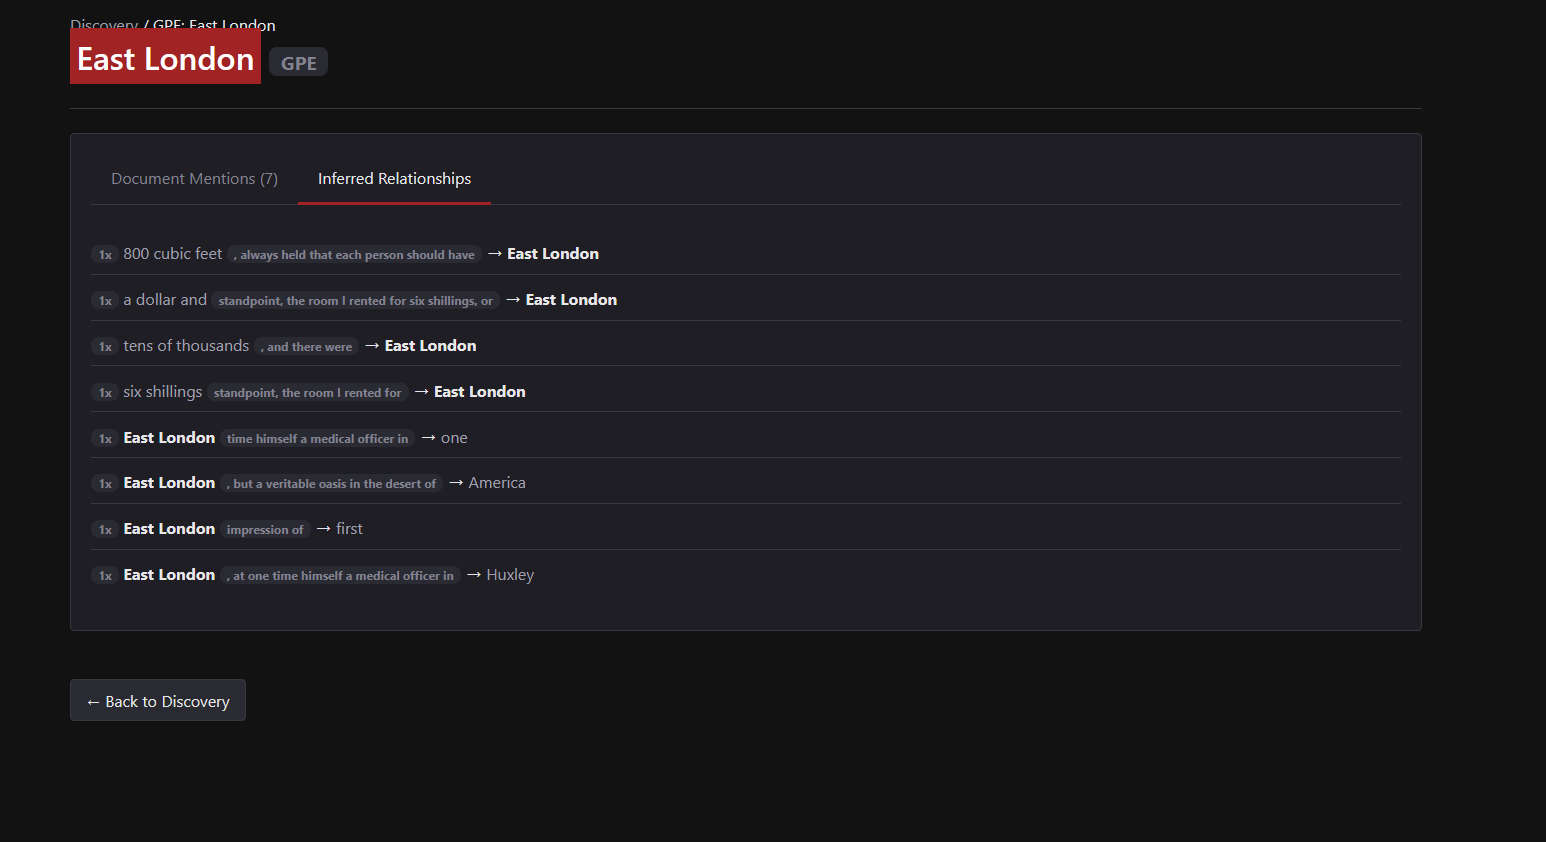 Discovery / GPE: East London
East London GPE
Document Mentions (7) Inferred Relationships
1x 800 cubic feet , always held that each person should have → East London
1x a dollar and standpoint, the room I rented for six shillings, or → East London
1x tens of thousands , and there were → East London
1x six shillings standpoint, the room I rented for → East London
1x East London time himself a medical officer in → one
1x East London , but a veritable oasis in the desert of → America
1x East London impression of → first
1x East London , at one time himself a medical officer in → Huxley
← Back to Discovery